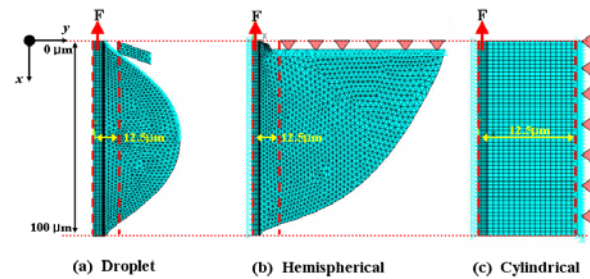 F F F
y
0 μm
x
12.5μm 12.5μm 12.5μm
100 μm
(a) Droplet (b) Hemispherical (c) Cylindrical